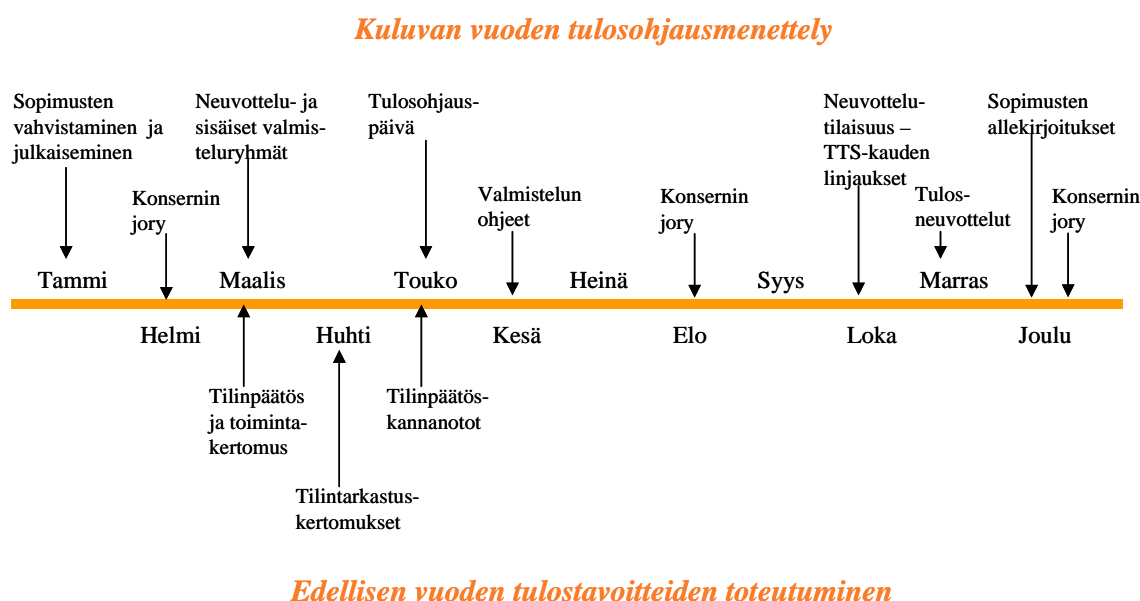 Kuluvan vuoden tulosohjausmenettely
Sopimusten
vahvistaminen ja
julkaiseminen
Konsernin
jory
Neuvottelu- ja
sisäiset valmis-
teluryhmät
Tulosohjaus-
päivä
Valmistelun
ohjeet
Konsernin
jory
Neuvottelu-
tilaisuus –
TTS-kauden
linjaukset
Tulos-
neuvottelut
Sopimusten
allekirjoitukset
Konsernin
jory
Tammi
Maalis
Touko
Heinä
Syys
Marras
Helmi
Huhti
Kesä
Elo
Loka
Joulu
Tilinpäätös
ja toiminta-
kertomus
Tilinpäätös-
kannanotot
Tilintarkastus-
kertomukset
Edellisen vuoden tulostavoitteiden toteutuminen